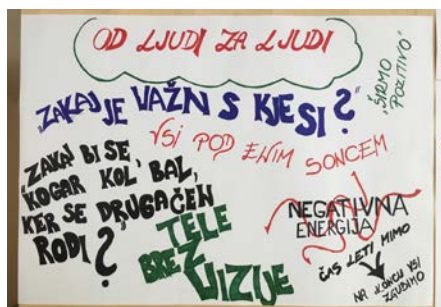 OD LJUDI ZA LJUDI
"ŠIRMO
POZITIVO"
"ZAKAJ JE VAŽN S KJE SI?"
VSI POD ENIM SONCEM
"ZAKAJ BI SE,
KOGAR KOL' BAL,
KER SE DRUGAČEN
RODI?
TELE
BREZ
VIZIJE
NEGATIVNA
ENERGIJA
ČAS LETI MIMO
NA KONCU VSI
ZGUBIMO